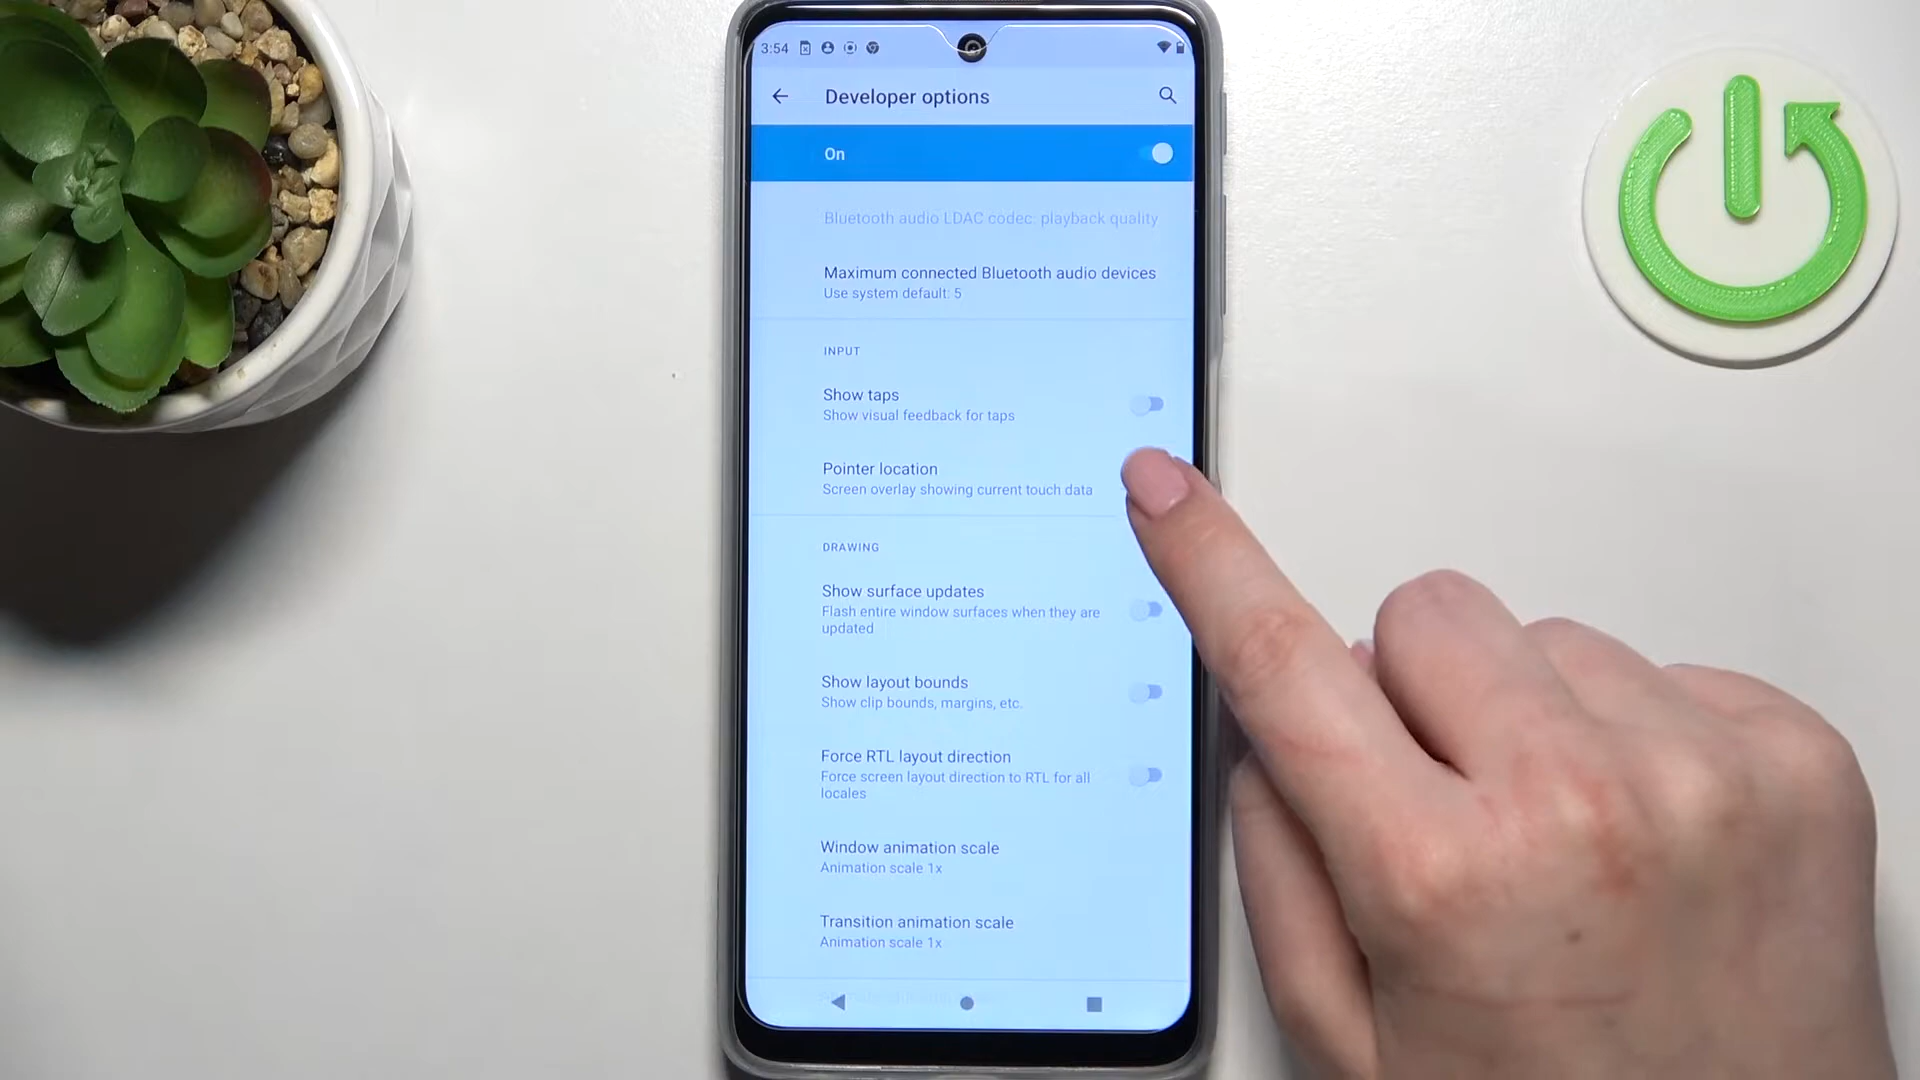 3:54
Developer options
On
Bluetooth audio LDAC codec: playback quality
Maximum connected Bluetooth audio devices
Use system default: 5
INPUT
Show taps
Show visual feedback for taps
Pointer location
Screen overlay showing current touch data
DRAWING
Show surface updates
Flash entire window surfaces when they are
updated
Show layout bounds
Show clip bounds, margins, etc.
Force RTL layout direction
Force screen layout direction to RTL for all
locales
Window animation scale
Animation scale 1x
Transition animation scale
Animation scale 1x